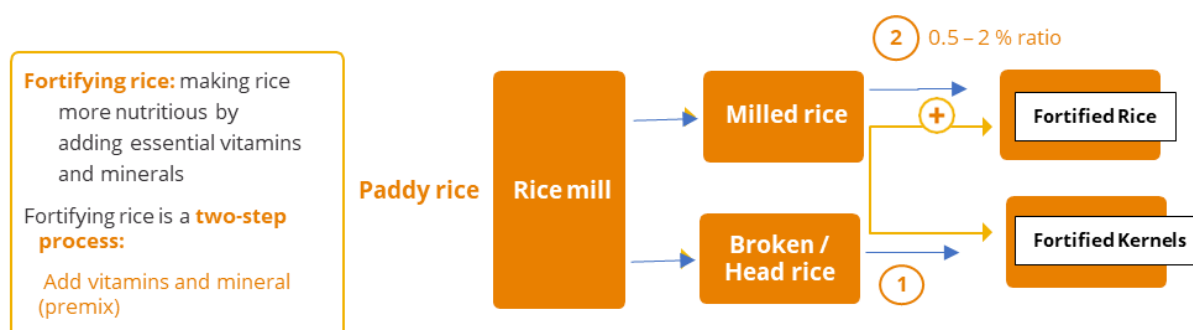 Fortifying rice: making rice
more nutritious by
adding essential vitamins
and minerals
Fortifying rice is a two-step
process:
Add vitamins and mineral
(premix)
Paddy rice
Rice mill
Milled rice
Broken /
Head rice
2 0.5 – 2 % ratio
+
1
Fortified Rice
Fortified Kernels